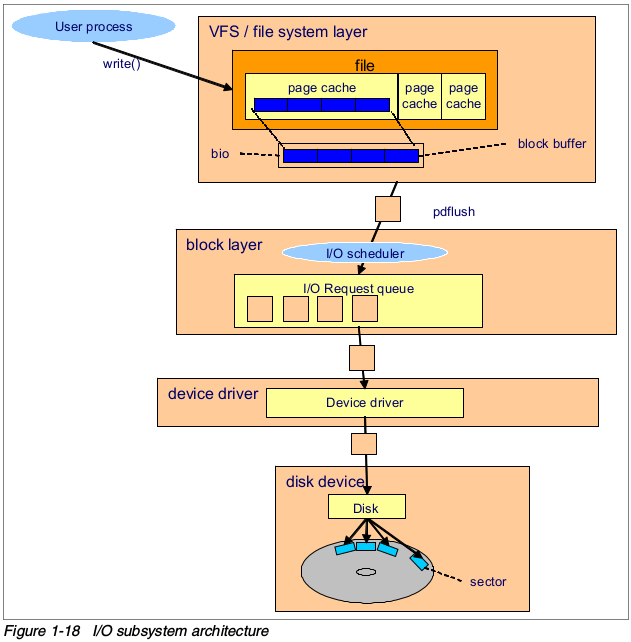 User process
VFS / file system layer
write()
file
page cache
page
cache
page
cache
bio
block buffer
pdflush
block layer
I/O scheduler
I/O Request queue
device driver
Device driver
disk device
Disk
sector
Figure 1-18 I/O subsystem architecture